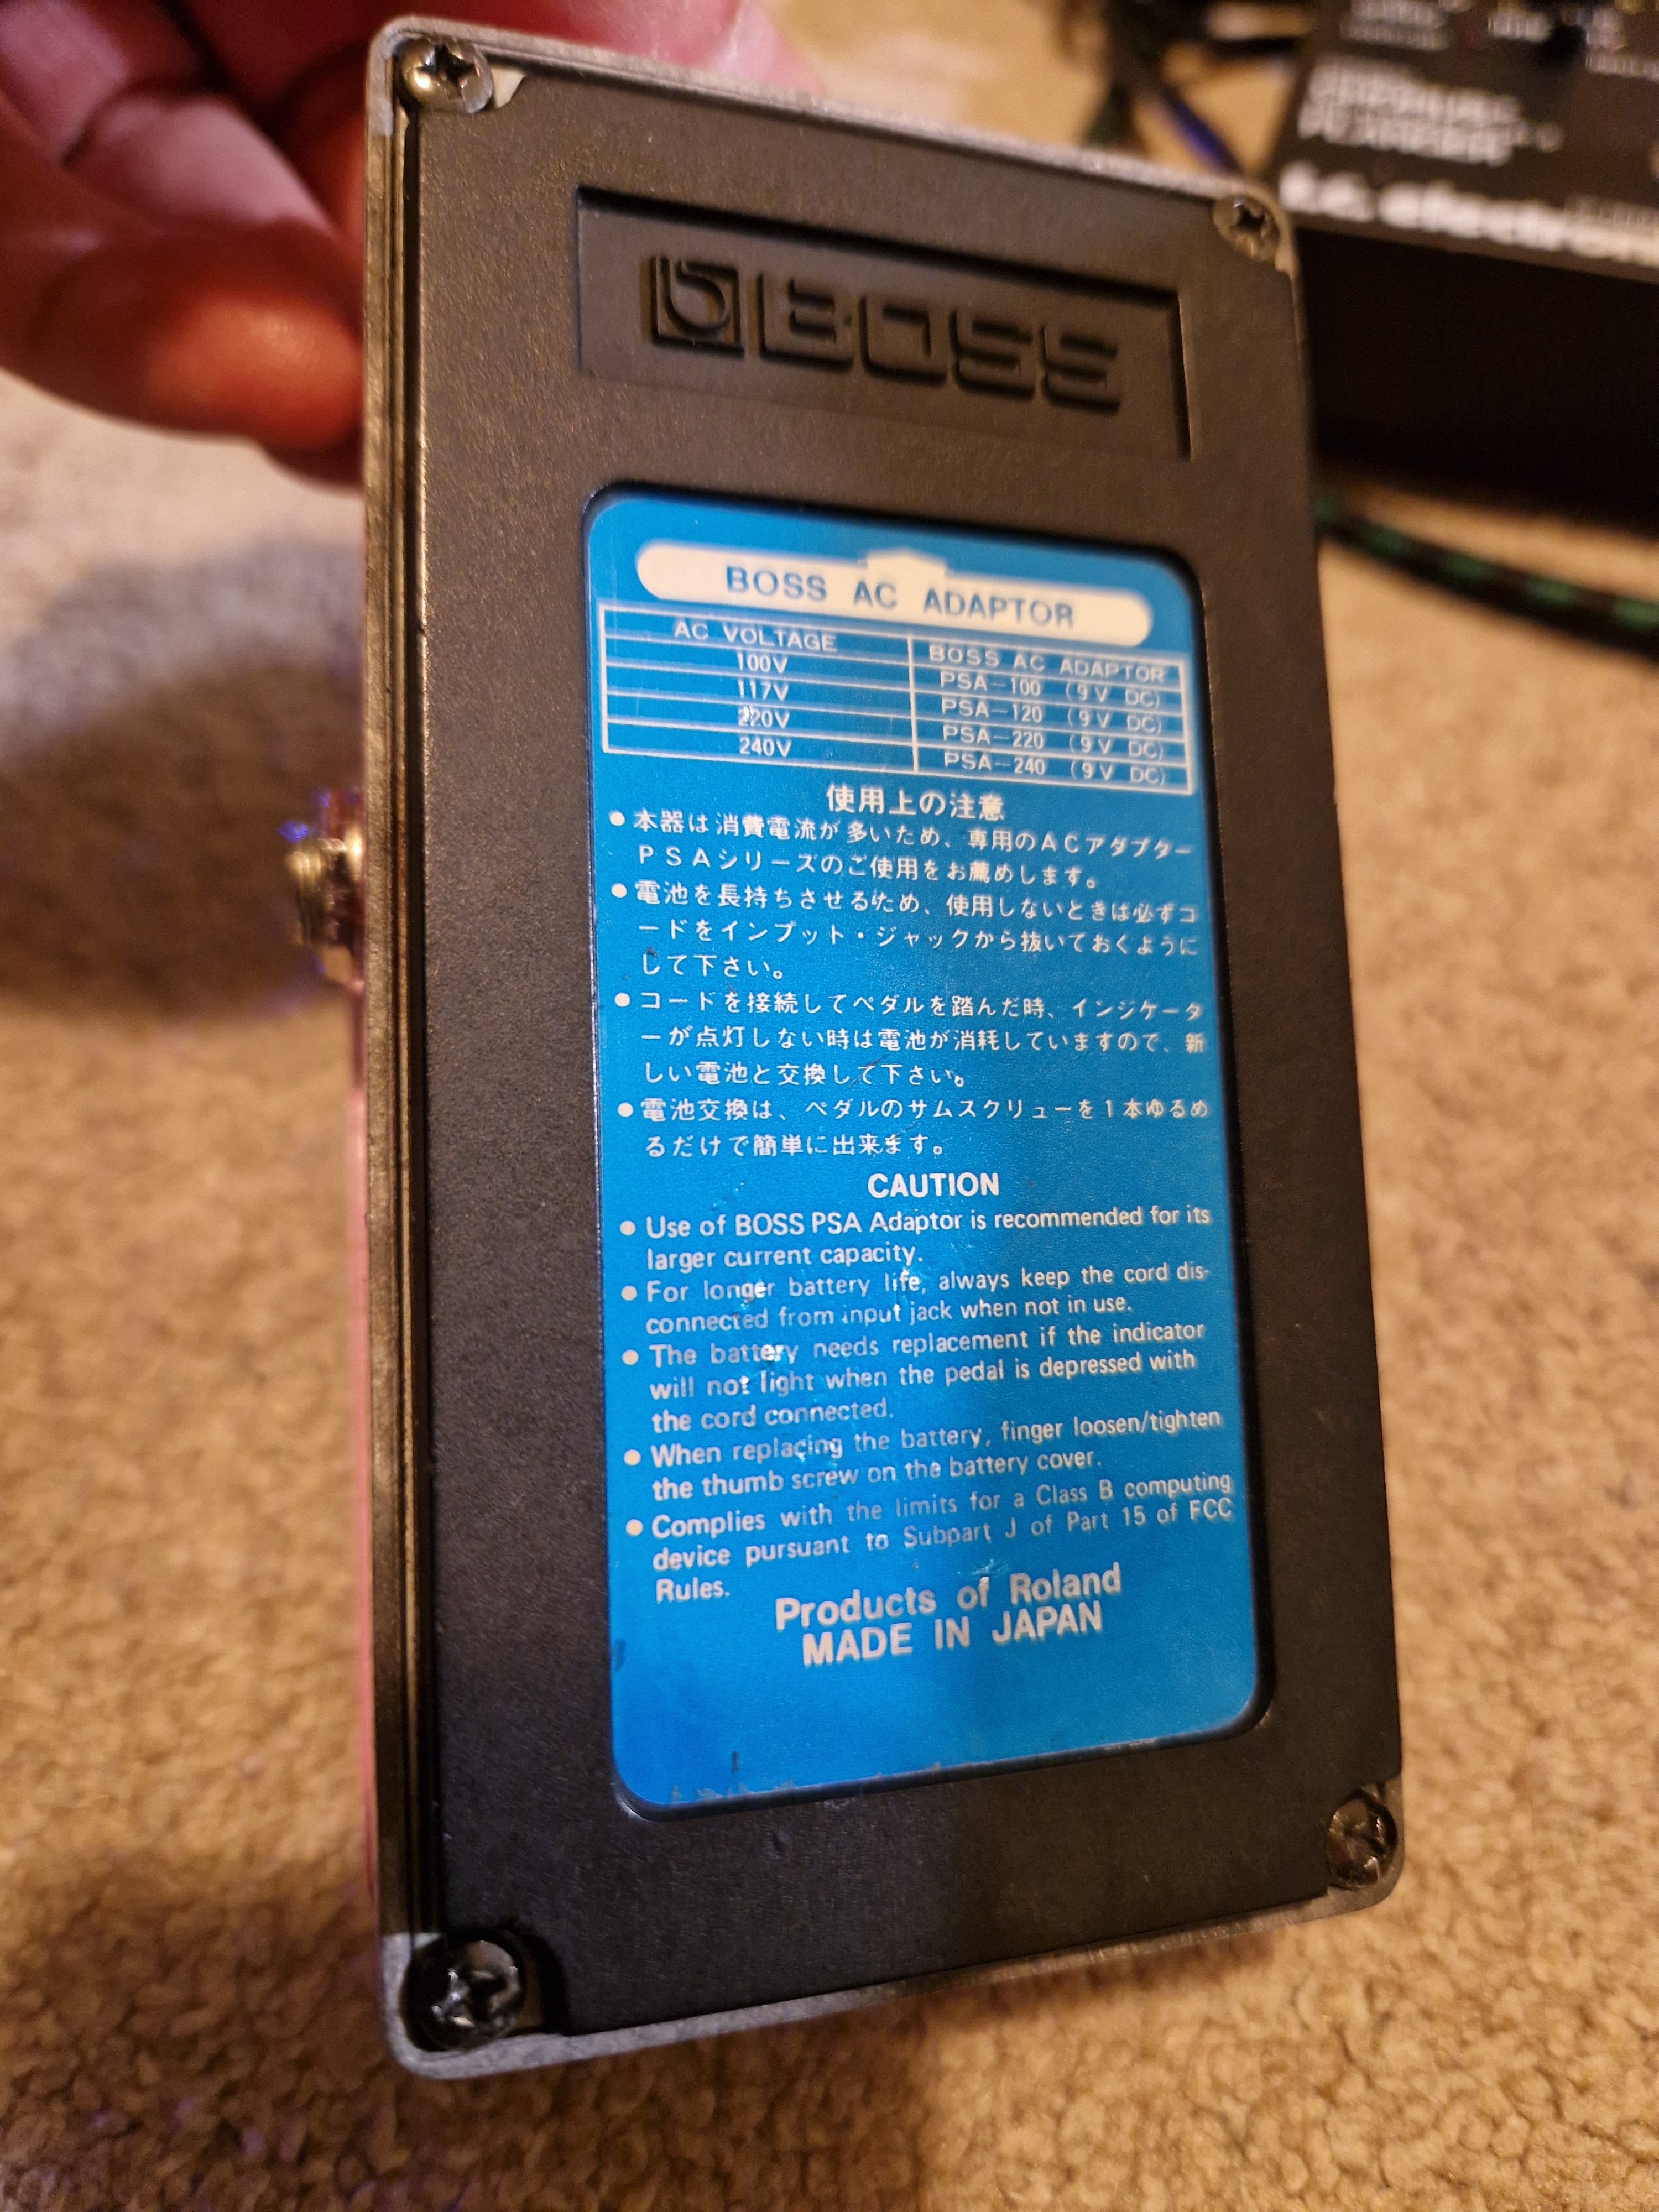 BOSS
BOSS AC ADAPTOR
AC VOLTAGE BOSS AC ADAPTOR
100V PSA-100 (9V DC)
117V PSA-120 (9V DC)
220V PSA-220 (9V DC)
240V PSA-240 (9V DC)
使用上の注意
●本器は消費電流が多いため、専用のACアダプター
PSAシリーズのご使用をお薦めします。
●電池を長持ちさせるため、使用しないときは必ずコ
ードをインプット・ジャックから抜いておくように
して下さい。
●コードを接続してペダルを踏んだ時、インジケータ
ーが点灯しない時は電池が消耗していますので、新
しい電池と交換して下さい。
●電池交換は、ペダルのサムスクリューを1本ゆるめ
るだけで簡単に出来ます。
CAUTION
● Use of BOSS PSA Adaptor is recommended for its
larger current capacity.
● For longer battery life, always keep the cord dis-
connected from input jack when not in use.
● The battery needs replacement if the indicator
will not light when the pedal is depressed with
the cord connected.
● When replacing the battery, finger loosen/tighten
the thumb screw on the battery cover.
● Complies with the limits for a Class B computing
device pursuant to Subpart J of Part 15 of FCC
Rules.
Products of Roland
MADE IN JAPAN
FLANGER
t.c. electronic